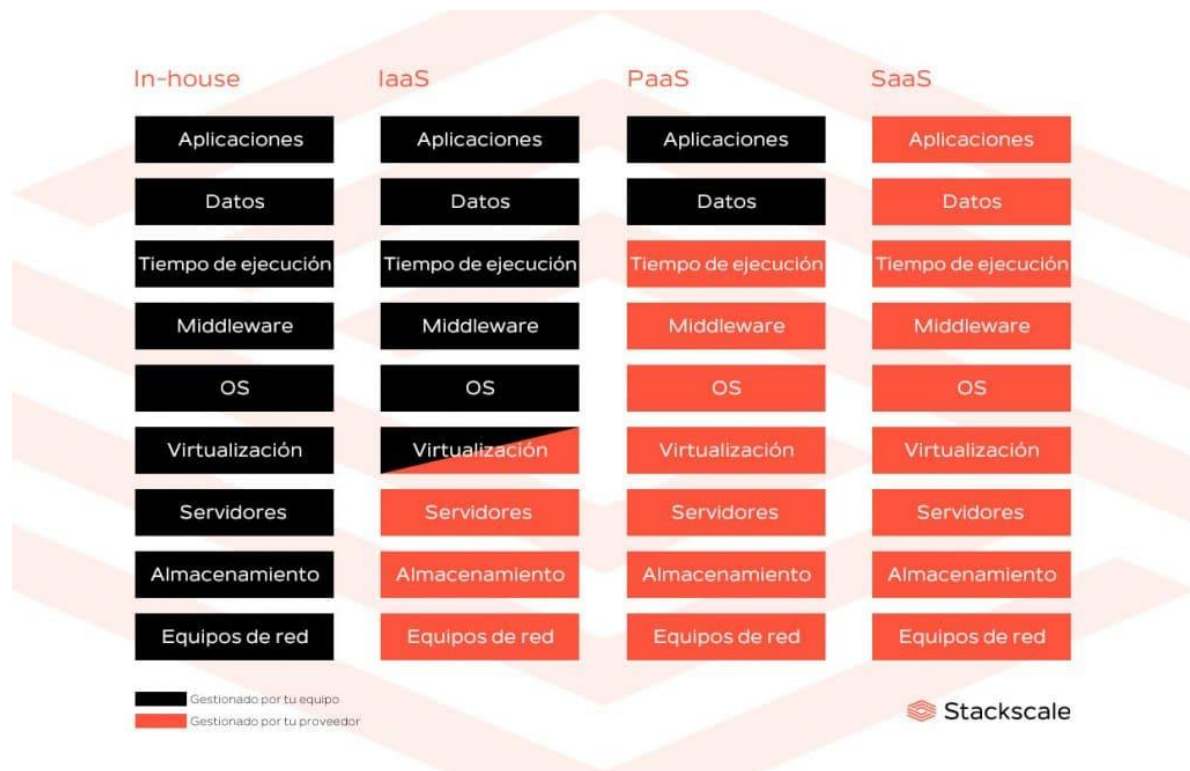 In-house IaaS PaaS SaaS
Aplicaciones Aplicaciones Aplicaciones Aplicaciones
Datos Datos Datos Datos
Tiempo de ejecución Tiempo de ejecución Tiempo de ejecución Tiempo de ejecución
Middleware Middleware Middleware Middleware
OS OS OS OS
Virtualización Virtualización Virtualización Virtualización
Servidores Servidores Servidores Servidores
Almacenamiento Almacenamiento Almacenamiento Almacenamiento
Equipos de red Equipos de red Equipos de red Equipos de red
Gestionado por tu equipo
Gestionado por tu proveedor
Stackscale